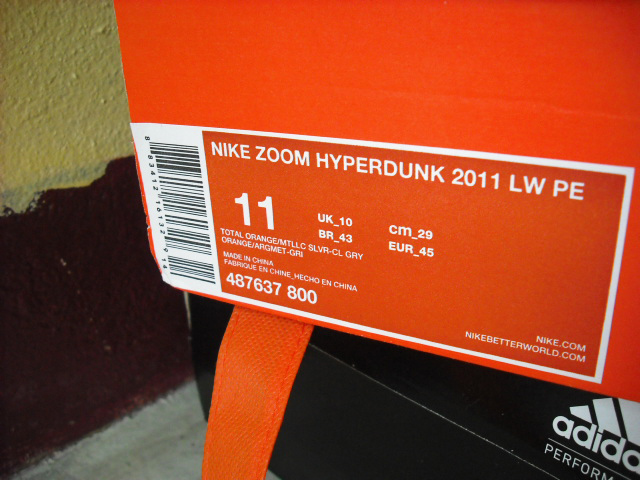 NIKE ZOOM HYPERDUNK 2011 LW PE
11
UK_10
BR_43
cm_29
EUR_45
TOTAL ORANGE/MTLLC SLVR-CL GRY
ORANGE/ARGMET-GRI
MADE IN CHINA
FABRIQUE EN CHINE_HECHO EN CHINA
487637 800
NIKE.COM
NIKEBETTERWORLD.COM
adidas
PERFORM